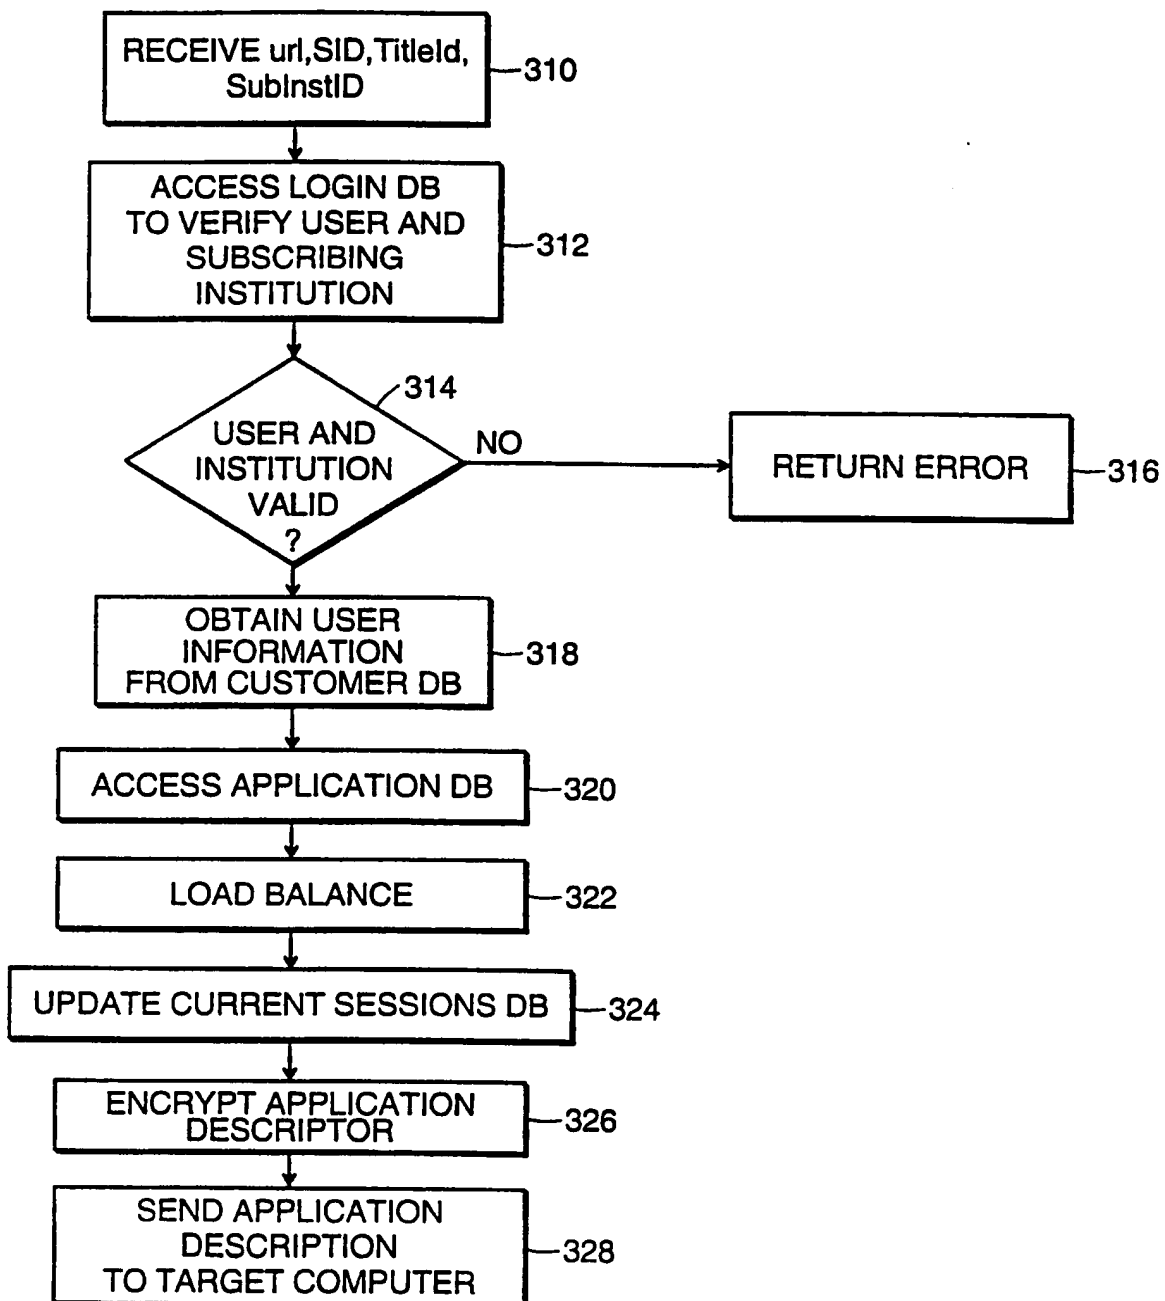 RECEIVE url,SID,TitleId,
SubInstID
310
ACCESS LOGIN DB
TO VERIFY USER AND
SUBSCRIBING
INSTITUTION
312
314
USER AND
INSTITUTION
VALID
?
NO
RETURN ERROR
316
OBTAIN USER
INFORMATION
FROM CUSTOMER DB
318
ACCESS APPLICATION DB
320
LOAD BALANCE
322
UPDATE CURRENT SESSIONS DB
324
ENCRYPT APPLICATION
DESCRIPTOR
326
SEND APPLICATION
DESCRIPTION
TO TARGET COMPUTER
328